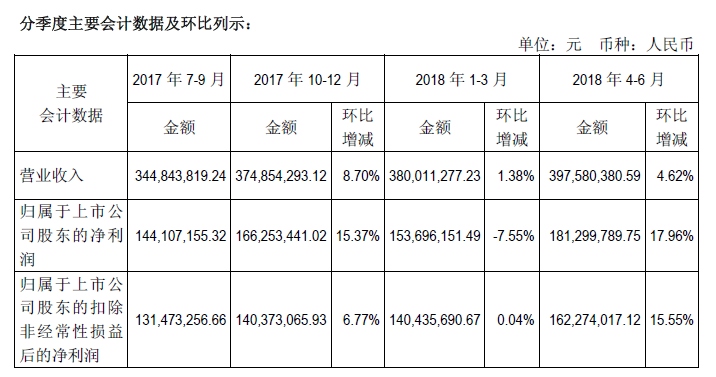 分季度主要会计数据及环比列示：
单位：元 币种：人民币
主要
会计数据
2017 年 7-9 月
2017 年 10-12 月
2018 年 1-3 月
2018 年 4-6 月
金额
金额
环比
增减
金额
环比
增减
金额
环比
增减
营业收入
344,843,819.24
374,854,293.12
8.70%
380,011,277.23
1.38%
397,580,380.59
4.62%
归属于上市公
司股东的净利
润
144,107,155.32
166,253,441.02
15.37%
153,696,151.49
-7.55%
181,299,789.75
17.96%
归属于上市公
司股东的扣除
非经常性损益
后的净利润
131,473,256.66
140,373,065.93
6.77%
140,435,690.67
0.04%
162,274,017.12
15.55%